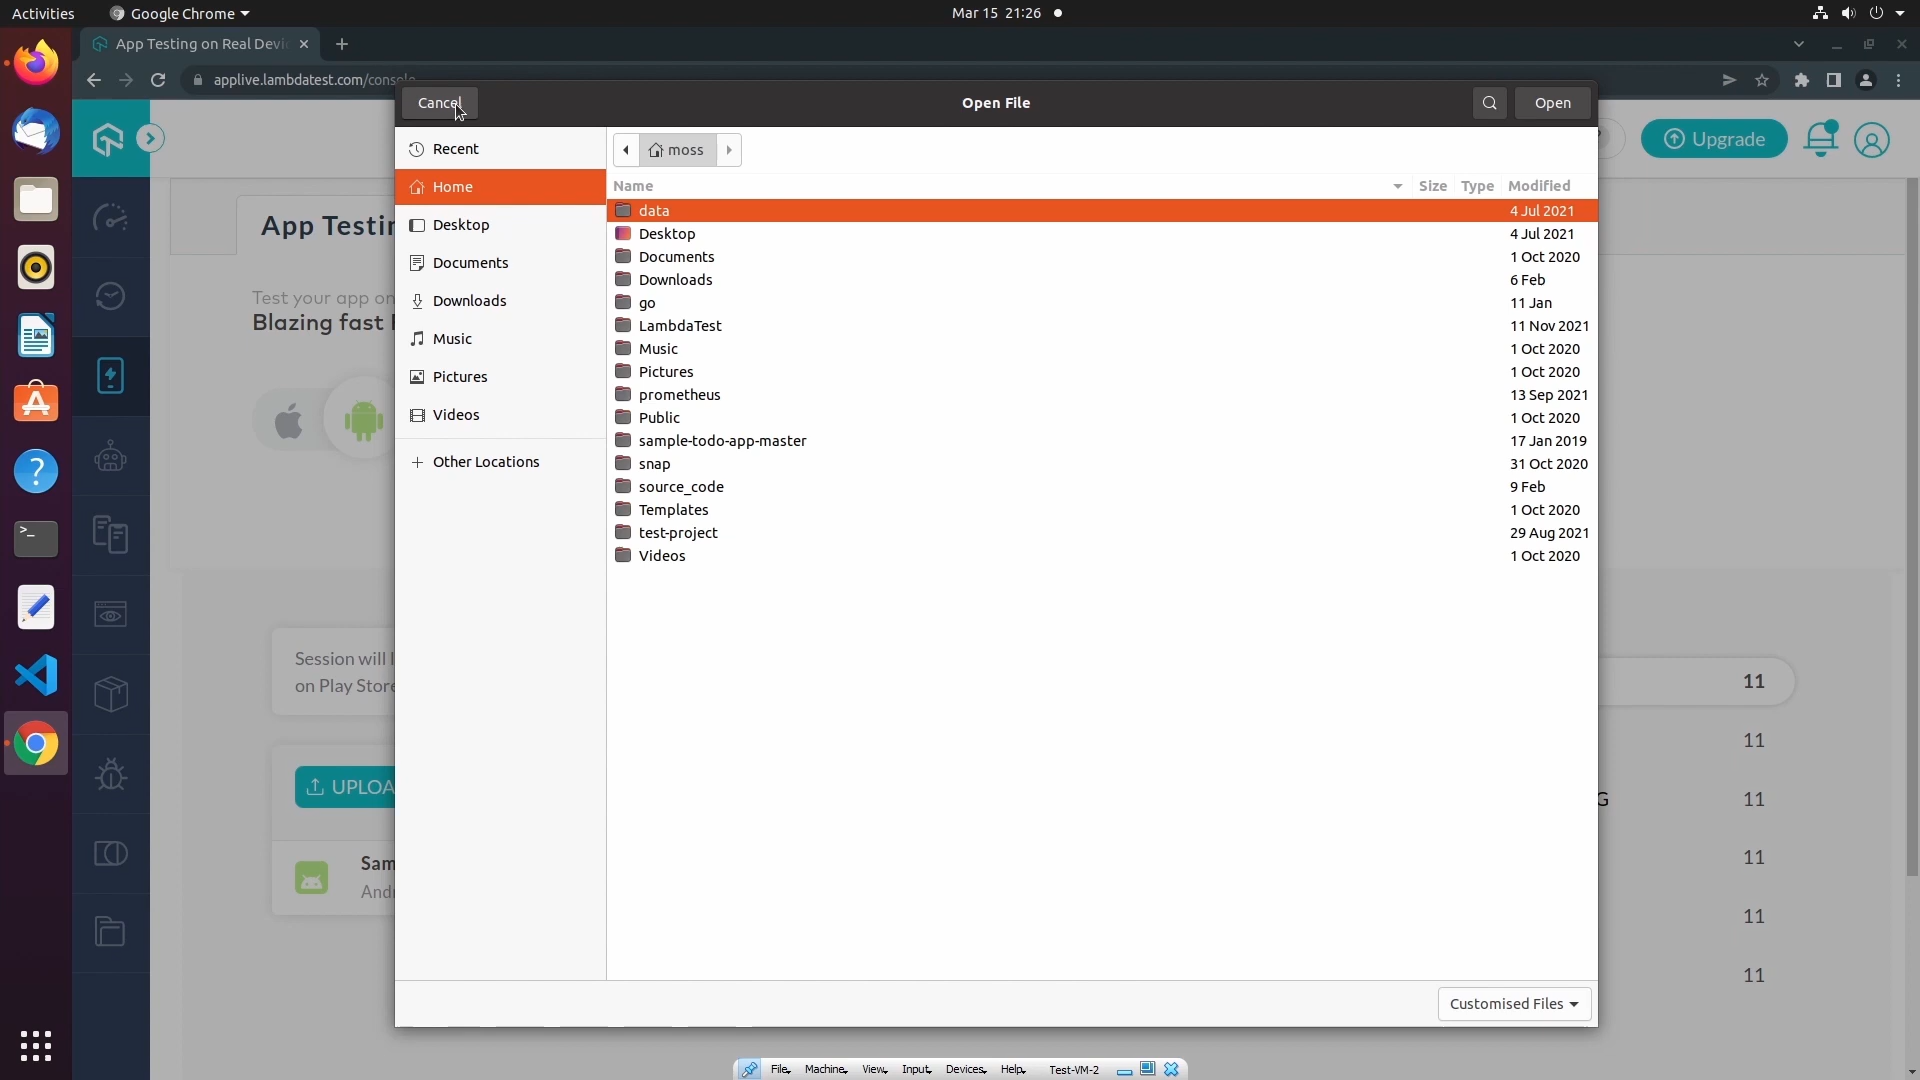 Activities
Google Chrome
Mar 15 21:26
App Testing on Real Devi
applive.lambdatest.com/console
Cancel
Open File
Open
Upgrade
Recent
Home
Desktop
Documents
Downloads
Music
Pictures
Videos
Other Locations
moss
Name Size Type Modified
data 4 Jul 2021
Desktop 4 Jul 2021
Documents 1 Oct 2020
Downloads 6 Feb
go 11 Jan
LambdaTest 11 Nov 2021
Music 1 Oct 2020
Pictures 1 Oct 2020
prometheus 13 Sep 2021
Public 1 Oct 2020
sample-todo-app-master 17 Jan 2019
snap 31 Oct 2020
source_code 9 Feb
Templates 1 Oct 2020
test-project 29 Aug 2021
Videos 1 Oct 2020
Customised Files
App Testin
Test your app on
Blazing fast
Session will l
on Play Store
UPLOA
Sam
Andr
11
11
G 11
11
11
11
File Machine View Input Devices Help Test-VM-2